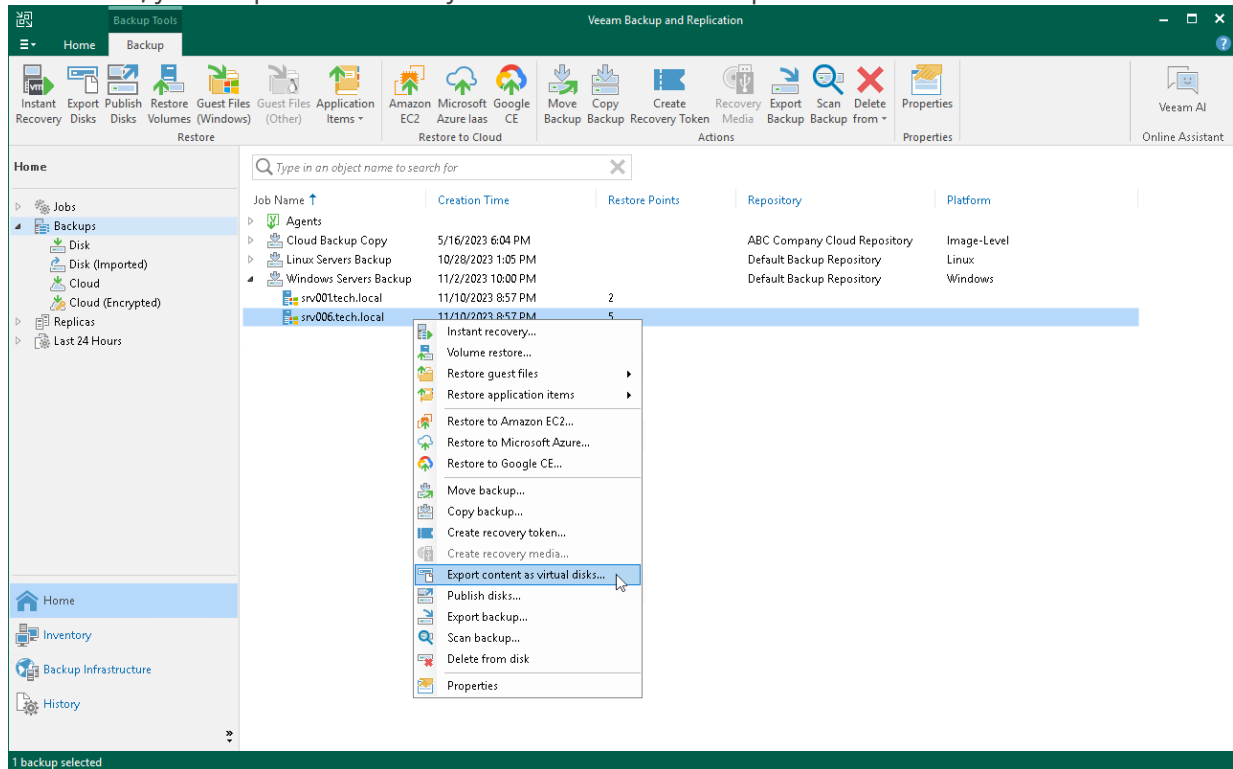 Backup Tools
Veeam Backup and Replication
Home Backup
Instant Recovery
Export Disks
Publish Disks
Restore Volumes
Guest Files (Windows)
Guest Files (Other)
Application Items
Amazon EC2
Microsoft Azure Iaas
Google CE
Move Backup
Copy Backup
Create Recovery Token
Recovery Media
Export Backup
Scan Backup
Delete from
Properties
Veeam AI
Restore
Restore to Cloud
Actions
Properties
Online Assistant
Home
Type in an object name to search for
Jobs
Backups
Disk
Disk (Imported)
Cloud
Cloud (Encrypted)
Replicas
Last 24 Hours
Job Name Creation Time Restore Points Repository Platform
Agents
Cloud Backup Copy 5/16/2023 6:04 PM ABC Company Cloud Repository Image-Level
Linux Servers Backup 10/28/2023 1:05 PM Default Backup Repository Linux
Windows Servers Backup 11/2/2023 10:00 PM Default Backup Repository Windows
srv001.tech.local 11/10/2023 8:57 PM 2
srv006.tech.local 11/10/2023 8:57 PM 5
Instant recovery...
Volume restore...
Restore guest files
Restore application items
Restore to Amazon EC2...
Restore to Microsoft Azure...
Restore to Google CE...
Move backup...
Copy backup...
Create recovery token...
Create recovery media...
Export content as virtual disks...
Publish disks...
Export backup...
Scan backup...
Delete from disk
Properties
Home
Inventory
Backup Infrastructure
History
1 backup selected